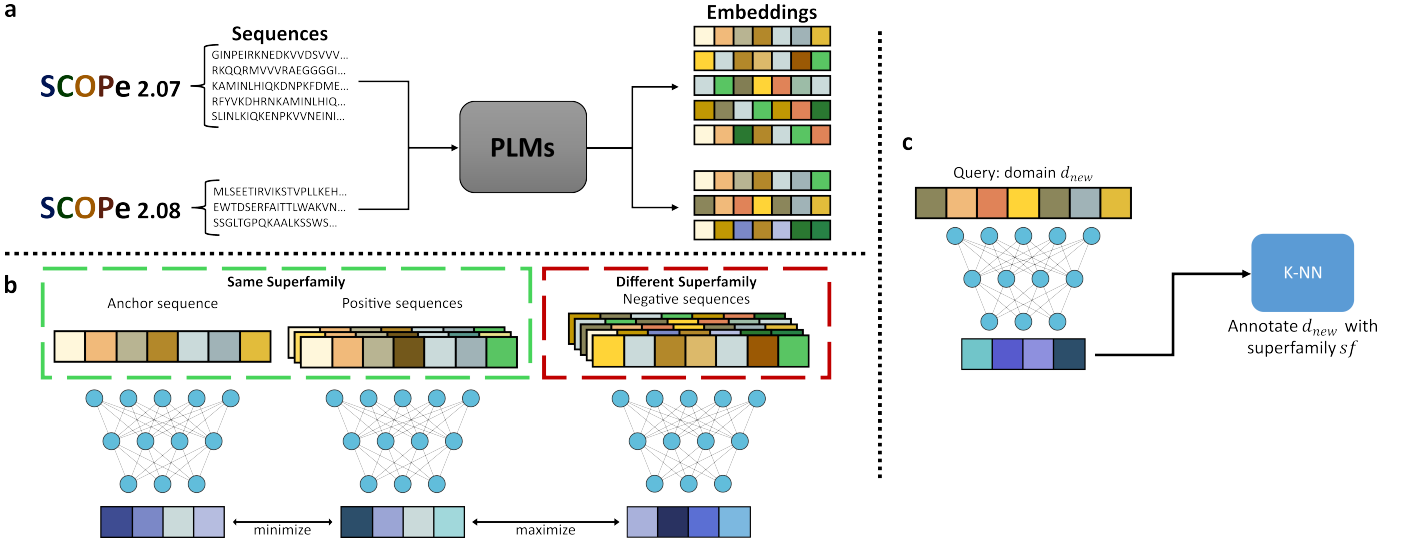 a
Sequences
SCOPe 2.07
GINPEIRKNEDKVVDSVVV...
RKQQRMVVVRAEGGGGI...
KAMINLHIQKDNPKFDME...
RFYVKDHRNKAMINLHIQ...
SLINLKIQKENPKVVNEINI...
SCOPe 2.08
MLSEETIRVIKSTVPLLKEH...
EWTDSERFAITTLWAKVN...
SSGLTGPQKAALKSSWS...
PLMs
Embeddings
b
Same Superfamily
Anchor sequence
Positive sequences
Different Superfamily
Negative sequences
minimize
maximize
c
Query: domain d_new
K-NN
Annotate d_new with
superfamily sf